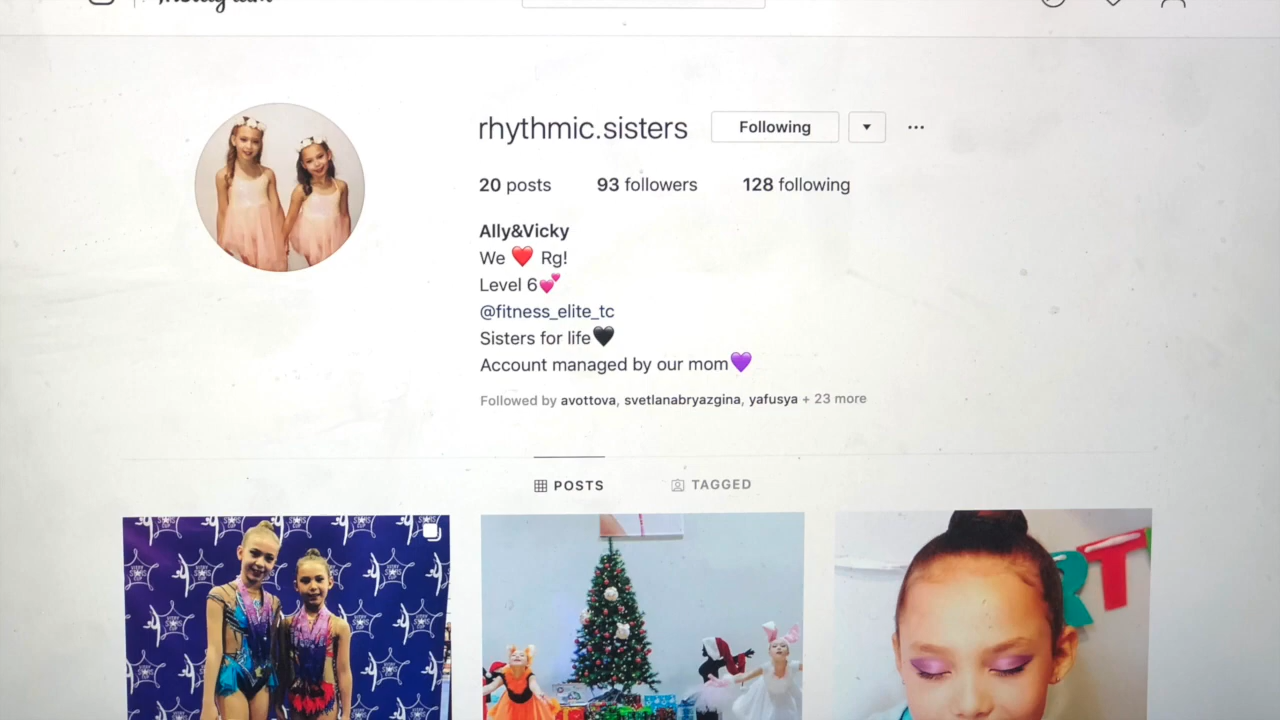 Instagram
rhythmic.sisters Following
20 posts 93 followers 128 following
Ally&Vicky
We ❤️ Rg!
Level 6💕
@fitness_elite_tc
Sisters for life🖤
Account managed by our mom💜
Followed by avottova, svetlanabryazgina, yafusya + 23 more
POSTS TAGGED